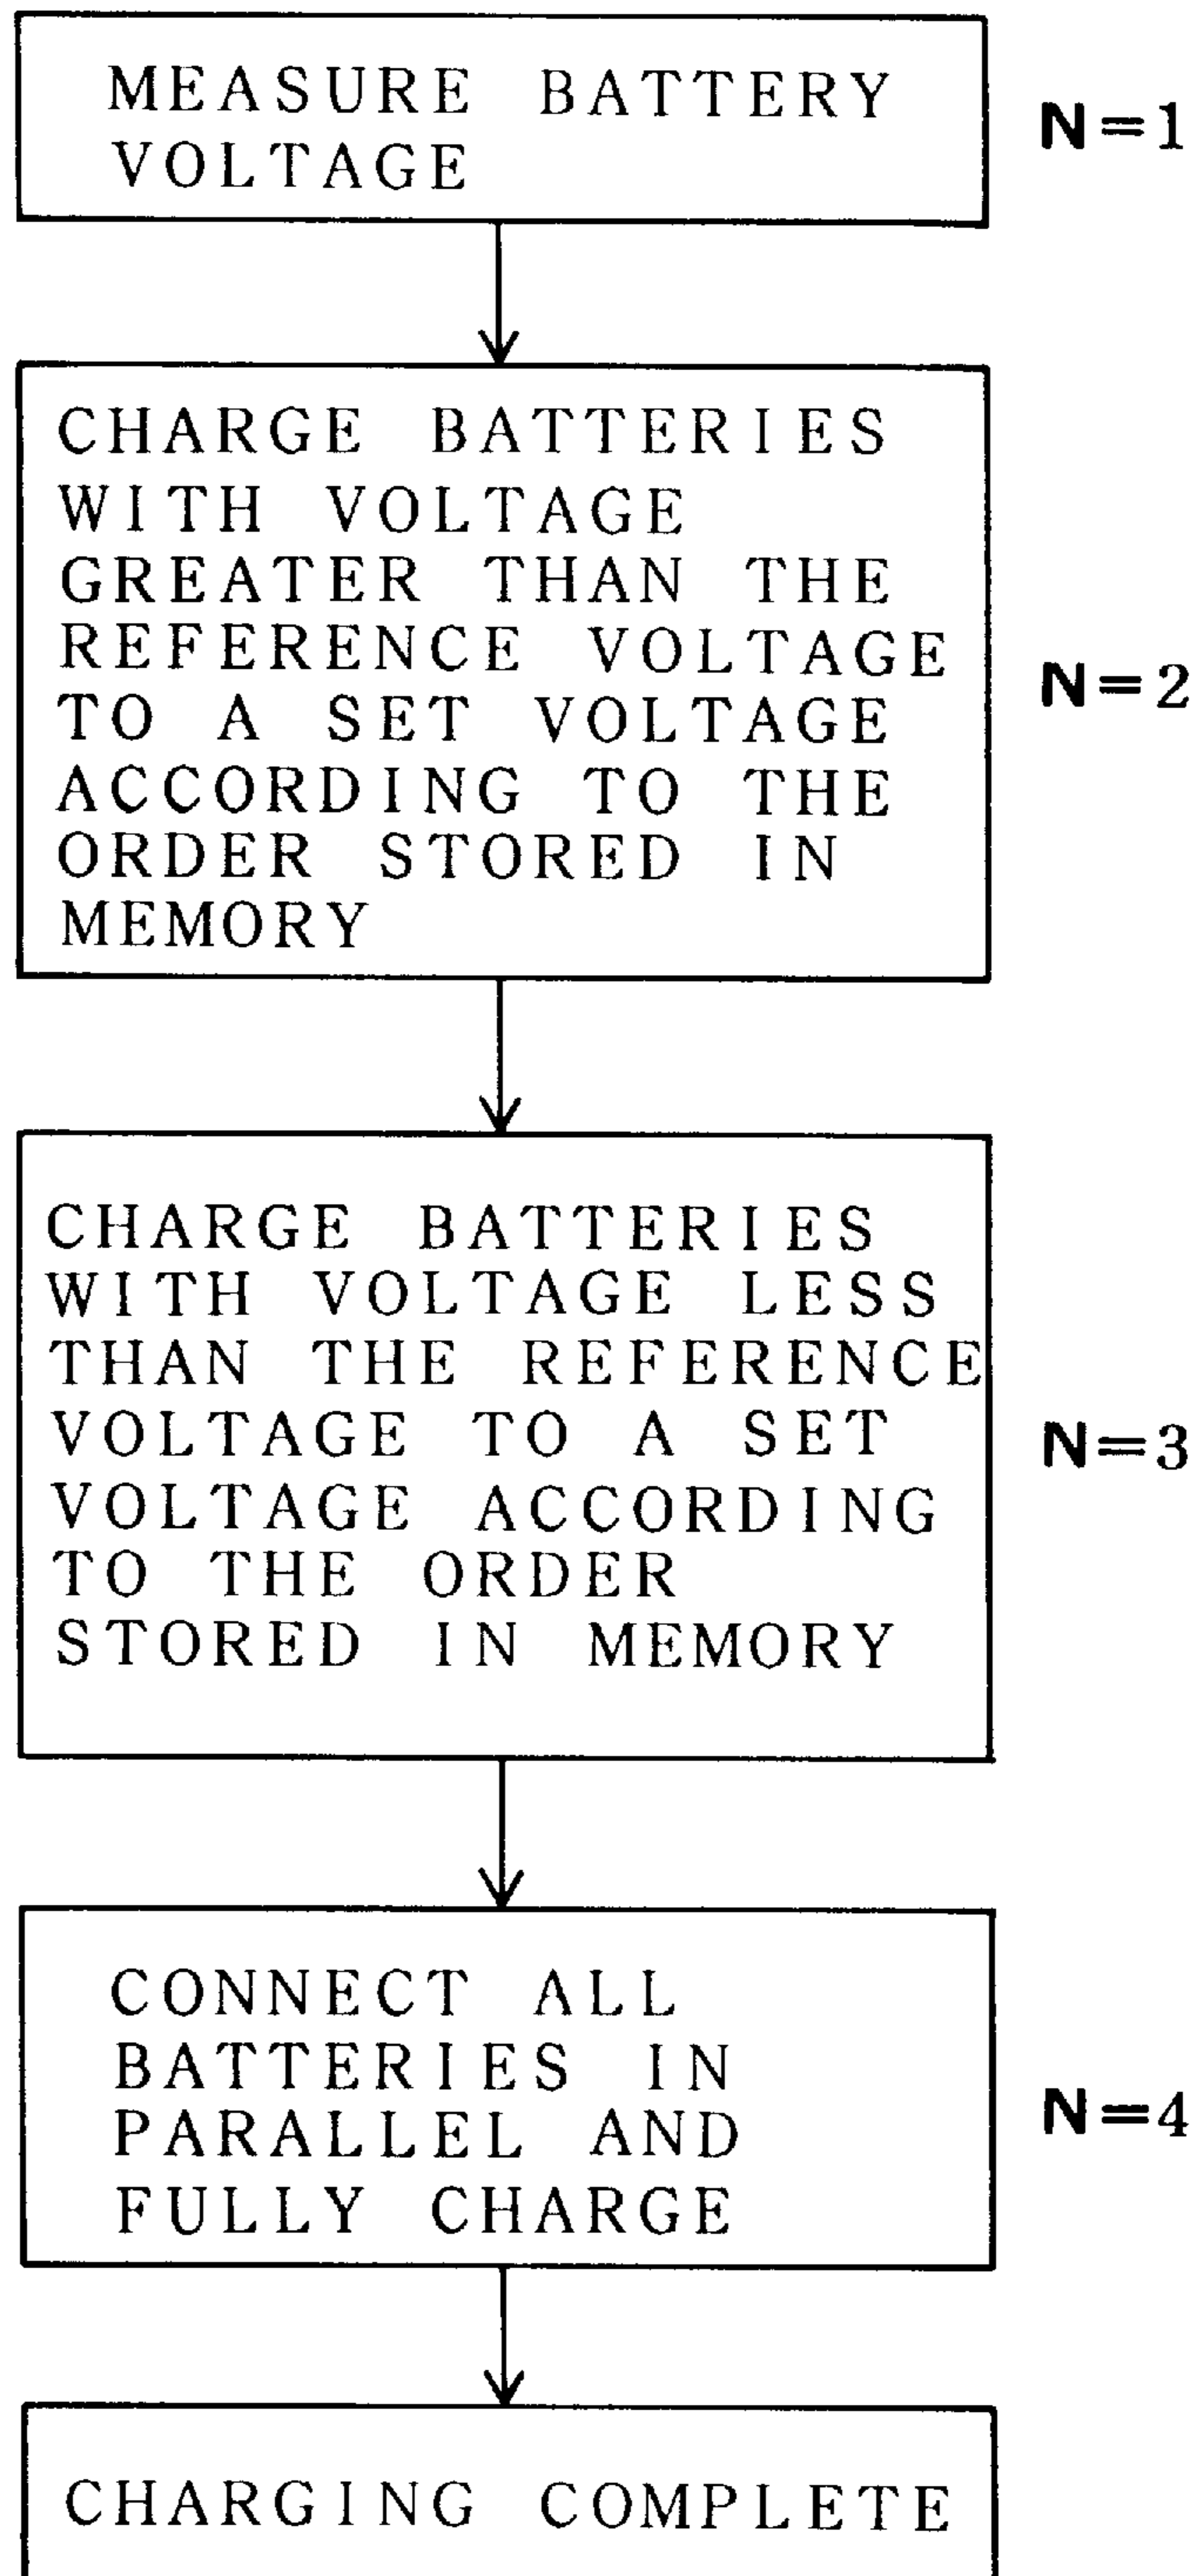 MEASURE BATTERY
VOLTAGE
N=1
CHARGE BATTERIES
WITH VOLTAGE
GREATER THAN THE
REFERENCE VOLTAGE
TO A SET VOLTAGE
ACCORDING TO THE
ORDER STORED IN
MEMORY
N=2
CHARGE BATTERIES
WITH VOLTAGE LESS
THAN THE REFERENCE
VOLTAGE TO A SET
VOLTAGE ACCORDING
TO THE ORDER
STORED IN MEMORY
N=3
CONNECT ALL
BATTERIES IN
PARALLEL AND
FULLY CHARGE
N=4
CHARGING COMPLETE